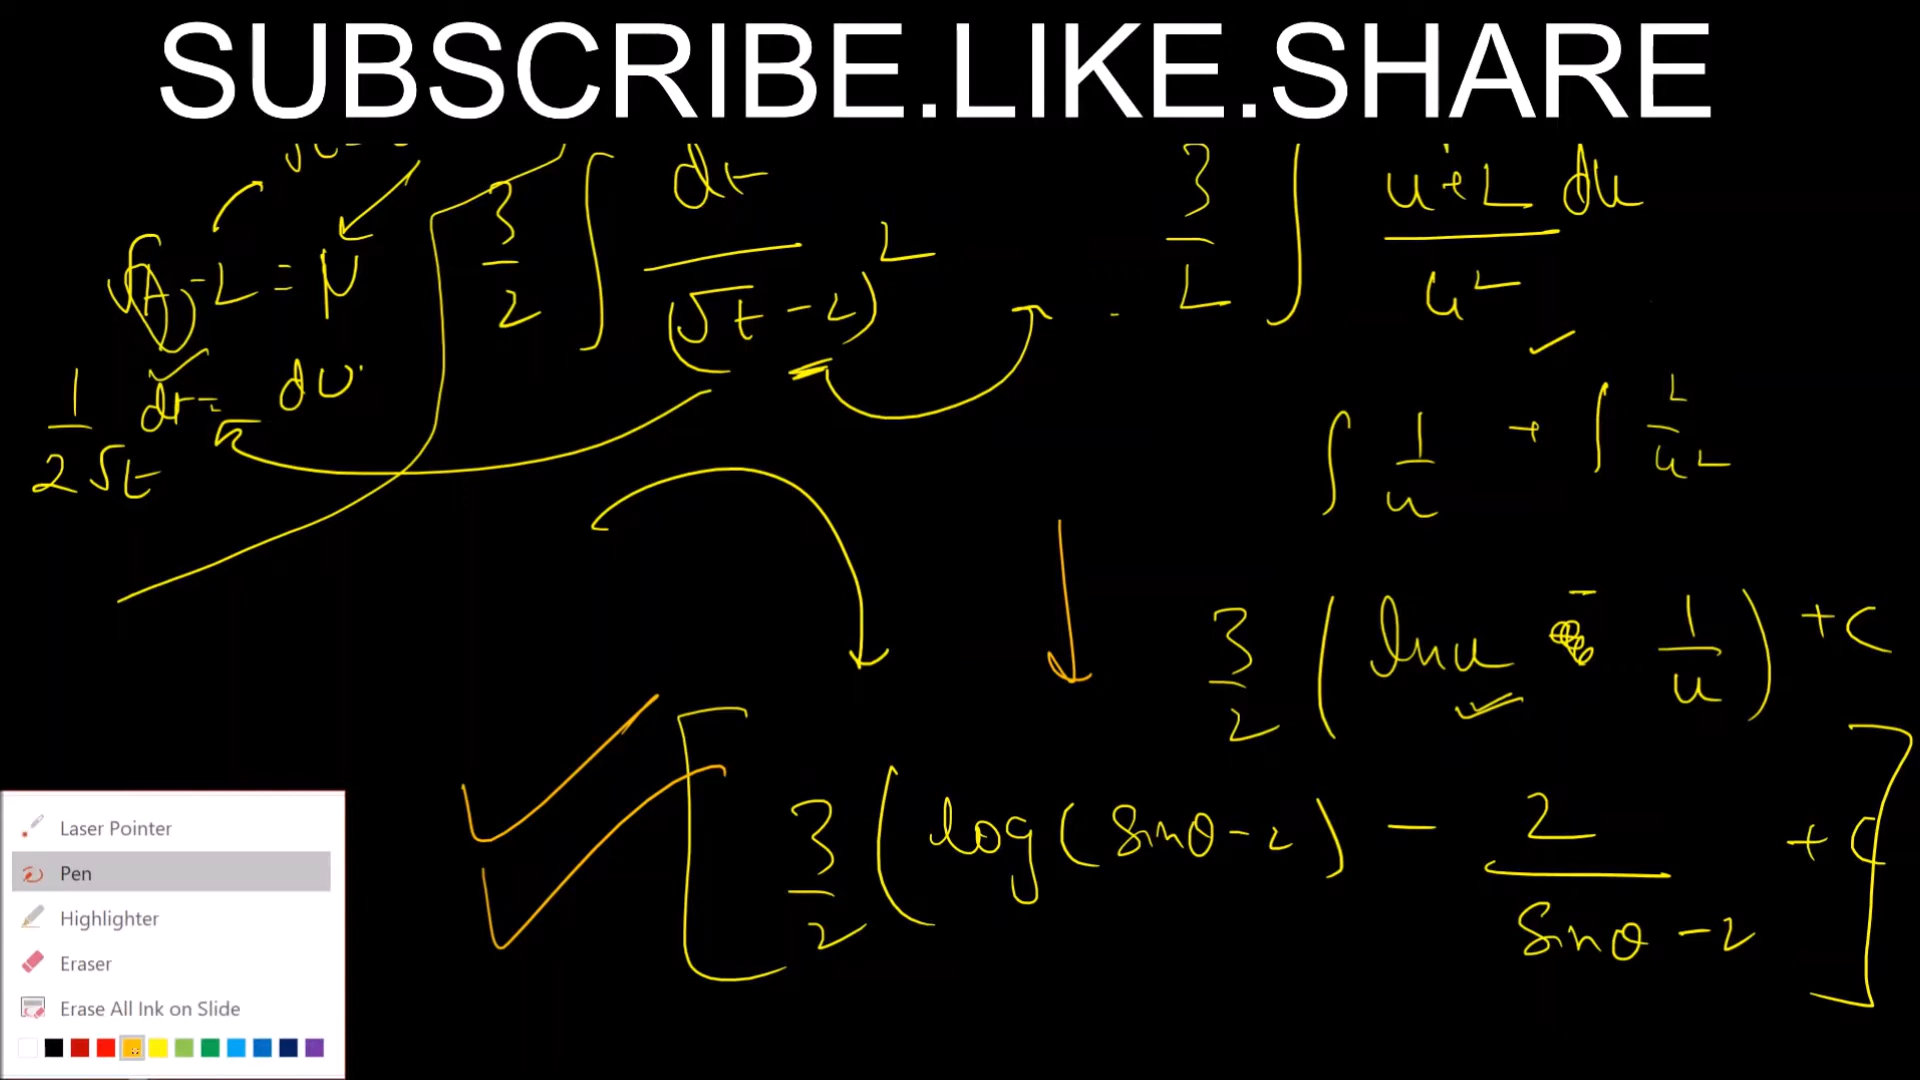 SUBSCRIBE.LIKE.SHARE
√t - 2 = u
1/(2√t) dt = du
3/2 ∫ dt/(√t - 2)^2
3/2 ∫ (u+2 du)/u^2
∫ 1/u + ∫ 2/u^2
3/2 (ln u - 1/u) + C
3/2 (log (sinθ - 2) - 2/(sinθ - 2) + C
Laser Pointer
Pen
Highlighter
Eraser
Erase All Ink on Slide